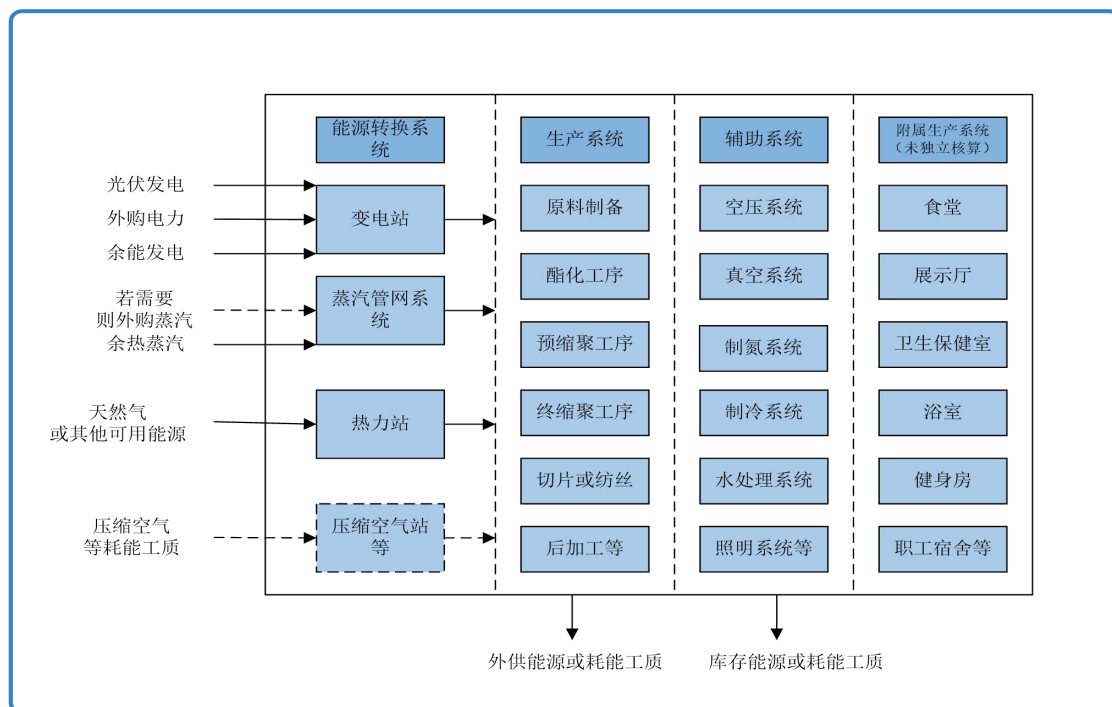 能源转换系
统
生产系统
辅助系统
附属生产系统
（未独立核算）
光伏发电
外购电力
余能发电
变电站
原料制备
空压系统
食堂
若需要
则外购蒸汽
余热蒸汽
蒸汽管网系
统
酯化工序
真空系统
展示厅
预缩聚工序
制氮系统
卫生保健室
天然气
或其他可用能源
热力站
终缩聚工序
制冷系统
浴室
切片或纺丝
水处理系统
健身房
压缩空气
等耗能工质
压缩空气站
等
后加工等
照明系统等
职工宿舍等
外供能源或耗能工质
库存能源或耗能工质